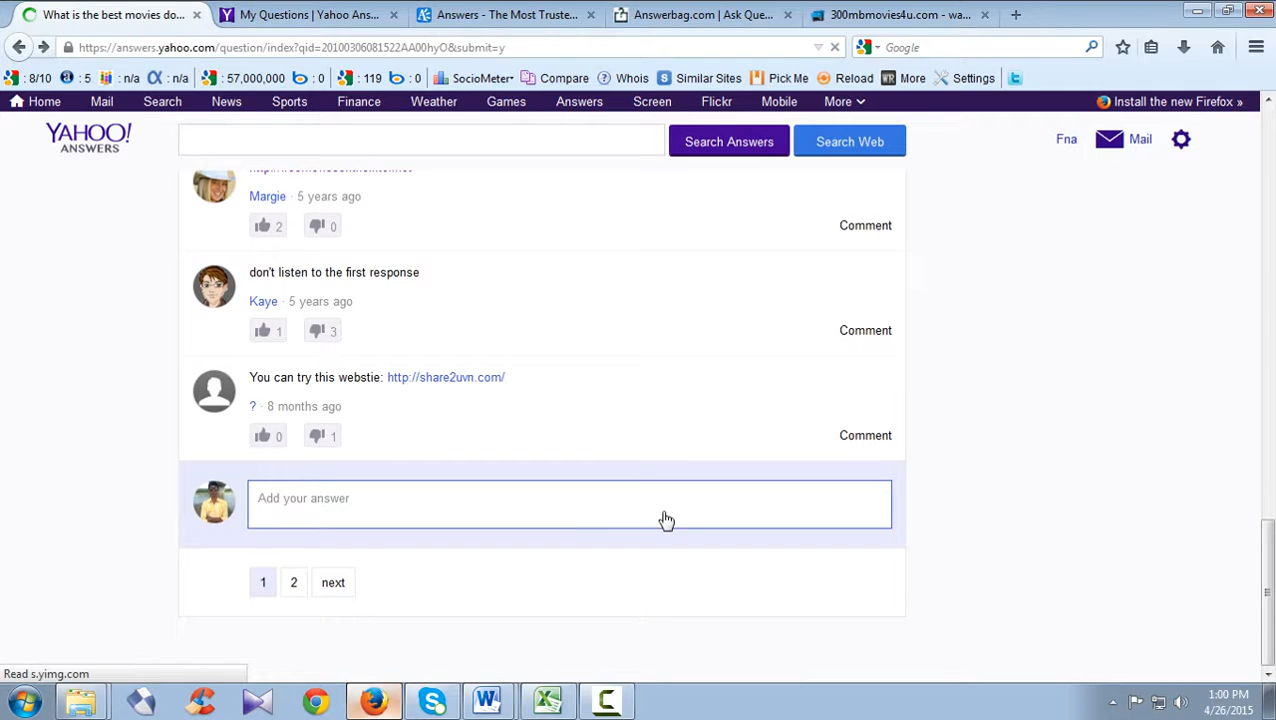 What is the best movies do...
My Questions | Yahoo Ans...
Answers - The Most Truste...
Answerbag.com | Ask Que...
300mbmovies4u.com - wa...
https://answers.yahoo.com/question/index?qid=20100306081522AA00hyO&submit=y
Google
: 8/10
: 5
: n/a
: n/a
: 57,000,000
: 0
: 119
: 0
SocioMeter
Compare
Whois
Similar Sites
Pick Me
Reload
WR More
Settings
Home
Mail
Search
News
Sports
Finance
Weather
Games
Answers
Screen
Flickr
Mobile
More
Install the new Firefox »
YAHOO!
ANSWERS
Search Answers
Search Web
Fna
Mail
Margie · 5 years ago
2
0
Comment
don't listen to the first response
Kaye · 5 years ago
1
3
Comment
You can try this webstie: http://share2uvn.com/
? · 8 months ago
0
1
Comment
Add your answer
1
2
next
Read s.yimg.com
1:00 PM
4/26/2015